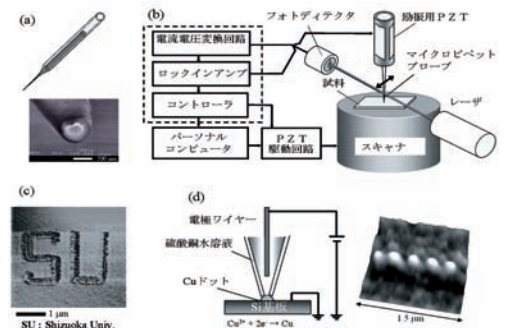 (a)
200 nm
(b)
フォトディテクタ
励振用PZT
電流電圧変換回路
ロックインアンプ
コントローラ
パーソナル
コンピュータ
PZT
駆動回路
マイクロピペット
プローブ
試料
レーザ
スキャナ
(c)
SU
1 μm
SU : Shizuoka Univ.
(d)
電極ワイヤー
硫酸銅水溶液
Cuドット
Si基板
Cu²⁺ + 2e⁻→ Cu
1.5 μm